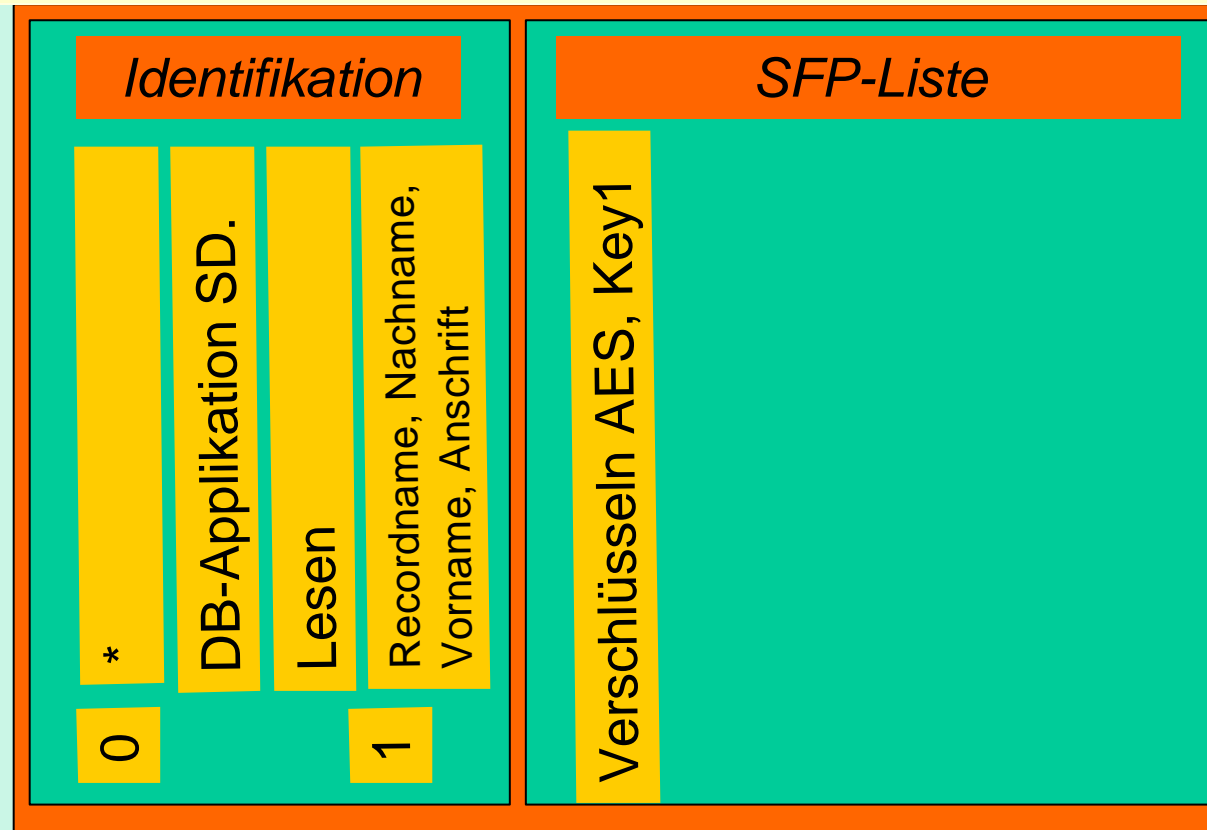 Identifikation
SFP-Liste
0
*
DB-Applikation SD.
Lesen
1
Recordname, Nachname,
Vorname, Anschrift
Verschlüsseln AES, Key1